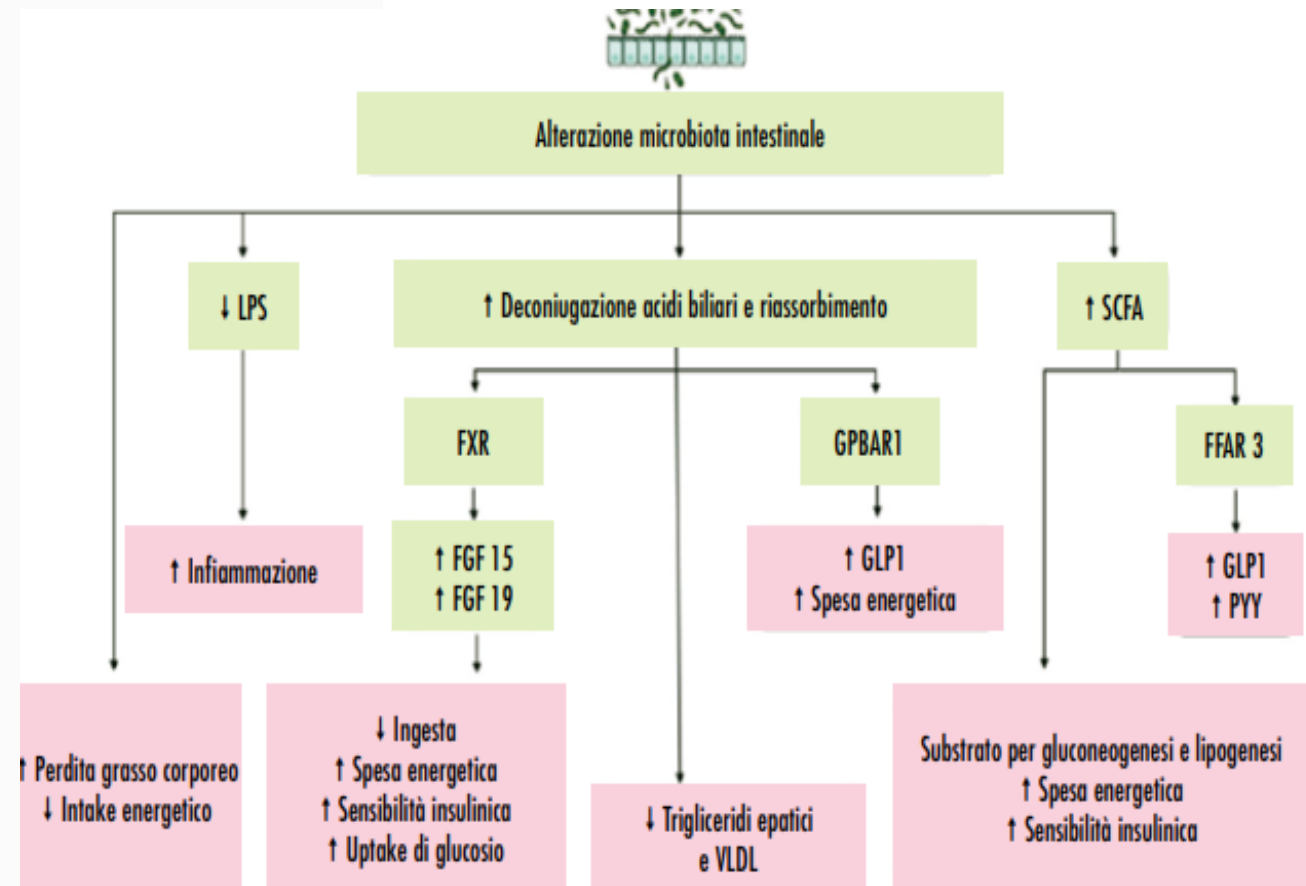 Alterazione microbiota intestinale
↓ LPS
↑ Deconiugazione acidi biliari e riassorbimento
↑ SCFA
FXR
GPBAR1
FFAR 3
↑ Infiammazione
↑ FGF 15
↑ FGF 19
↑ GLP1
↑ Spesa energetica
↑ GLP1
↑ PYY
↑ Perdita grasso corporeo
↓ Intake energetico
↓ Ingesta
↑ Spesa energetica
↑ Sensibilità insulinica
↑ Uptake di glucosio
↓ Trigliceridi epatici
e VLDL
Substrato per gluconeogenesi e lipogenesi
↑ Spesa energetica
↑ Sensibilità insulinica